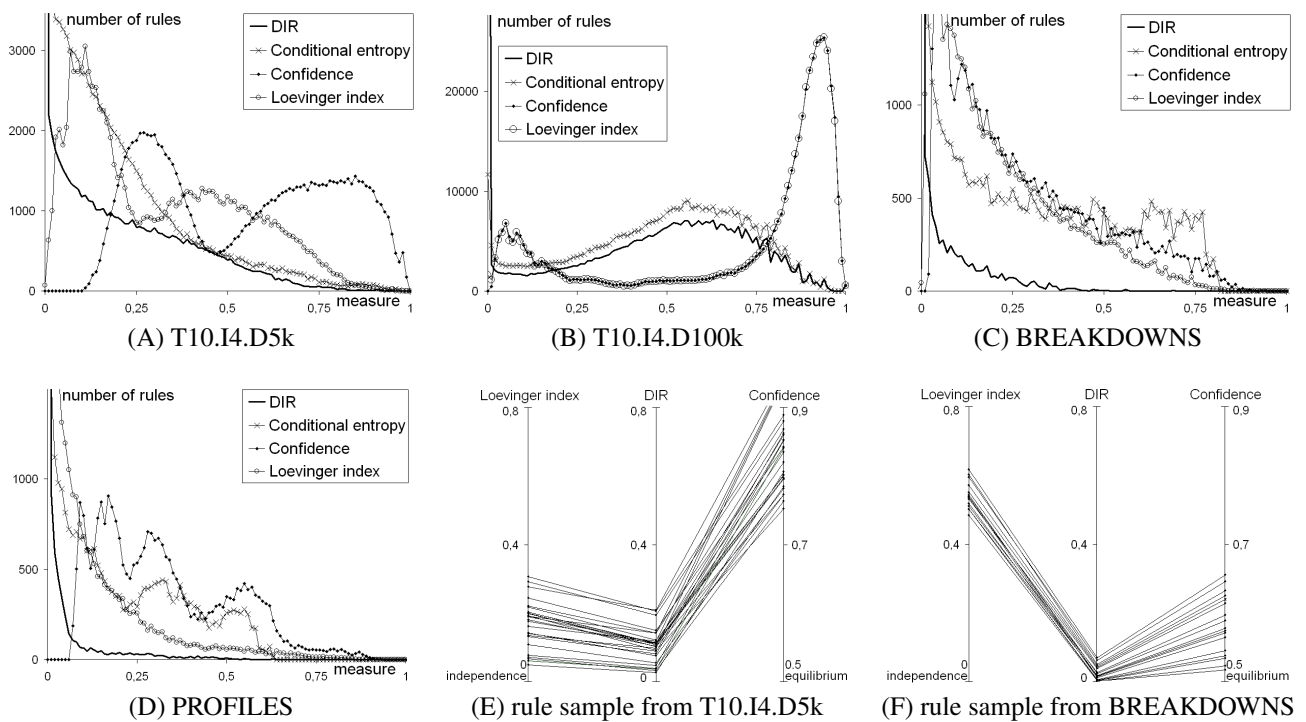 number of rules
DIR
Conditional entropy
Confidence
Loevinger index
3000
2000
1000
0
0
0,25
0,5
0,75
1
measure
(A) T10.I4.D5k
number of rules
DIR
Conditional entropy
Confidence
Loevinger index
20000
10000
0
0
0,25
0,5
0,75
1
measure
(B) T10.I4.D100k
number of rules
DIR
Conditional entropy
Confidence
Loevinger index
1000
500
0
0
0,25
0,5
0,75
1
measure
(C) BREAKDOWNS
number of rules
DIR
Conditional entropy
Confidence
Loevinger index
1000
500
0
0
0,25
0,5
0,75
1
measure
(D) PROFILES
Loevinger index
DIR
Confidence
0,8
0,8
0,9
0,4
0,4
0,7
0
0
0,5
independence
equilibrium
(E) rule sample from T10.I4.D5k
Loevinger index
DIR
Confidence
0,8
0,8
0,9
0,4
0,4
0,7
0
0
0,5
independence
equilibrium
(F) rule sample from BREAKDOWNS